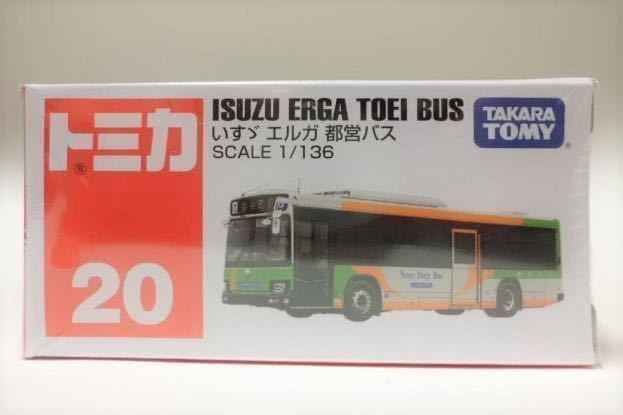 トミカ
®
20
ISUZU ERGA TOEI BUS
いすゞ エルガ 都営バス
SCALE 1/136
TAKARA
TOMY
®
Non-Step Bus